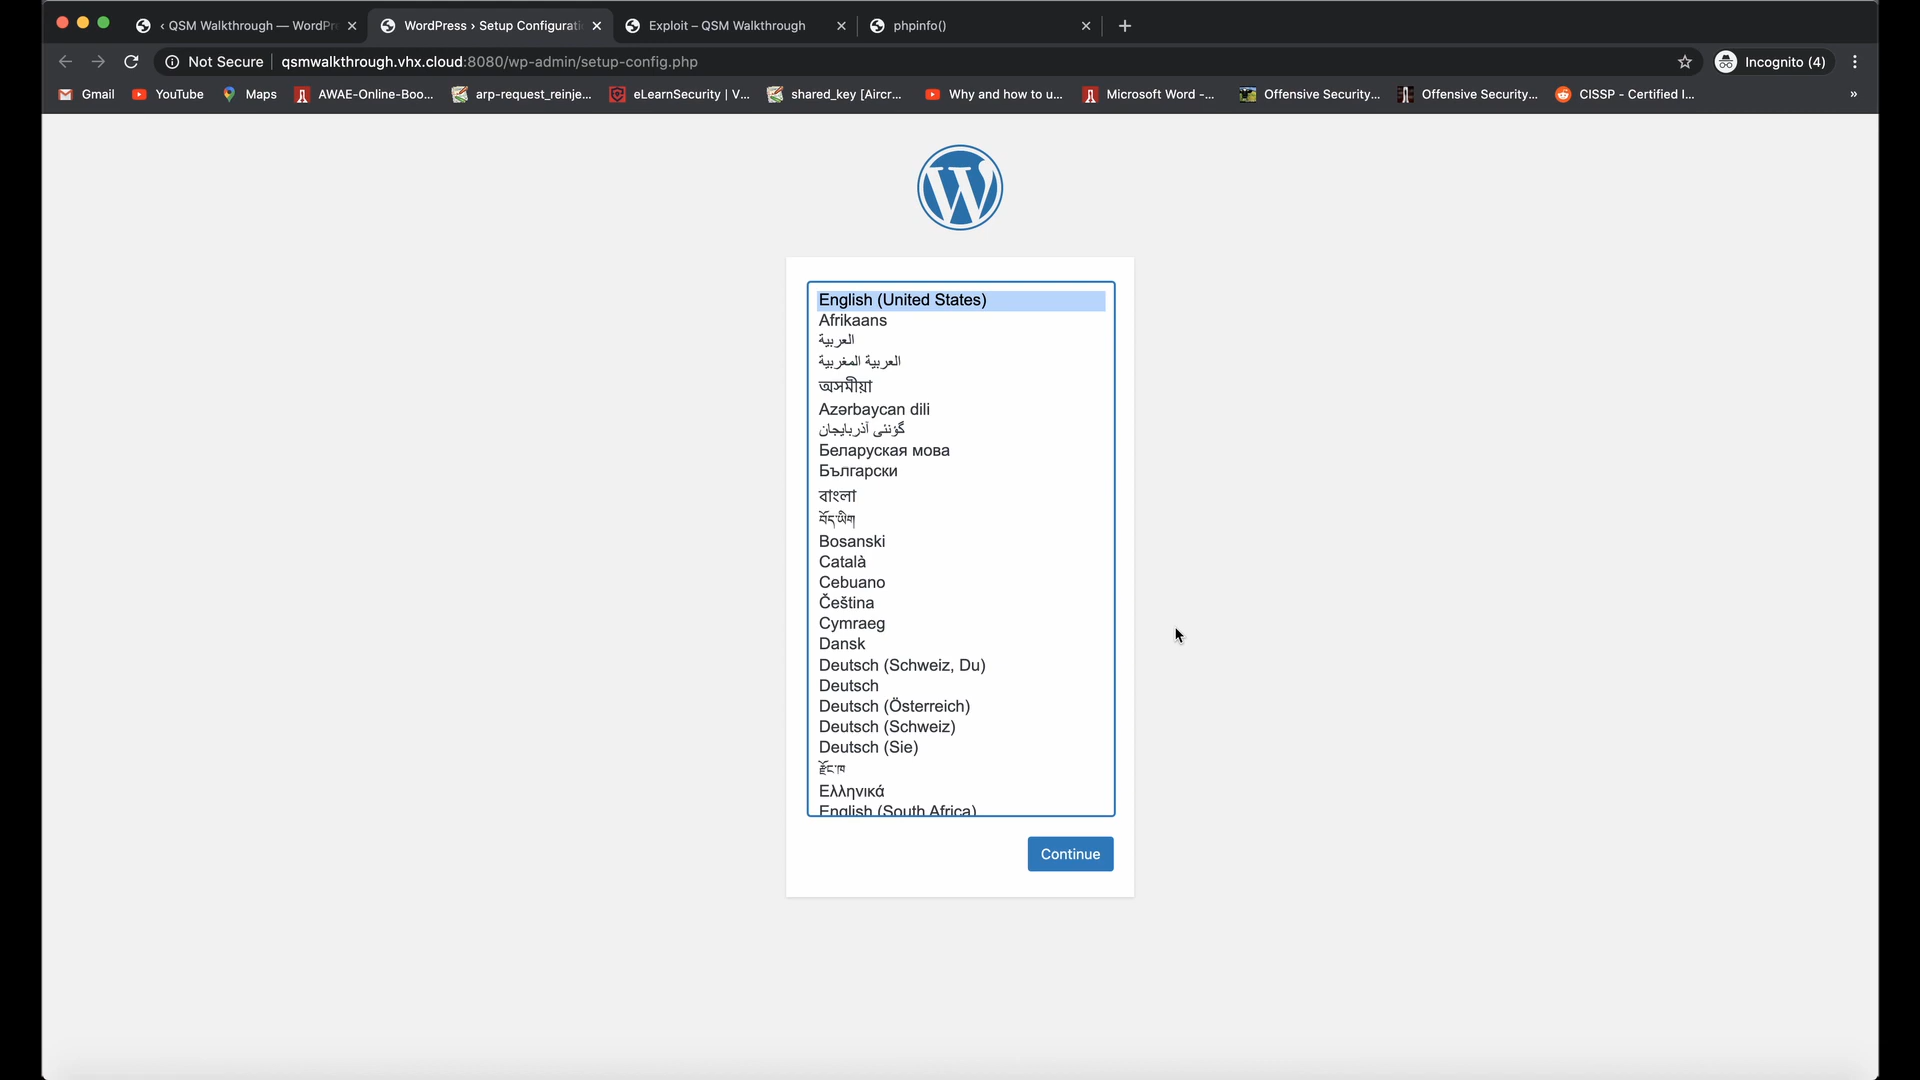 ‹ QSM Walkthrough — WordPr
WordPress › Setup Configurati
Exploit – QSM Walkthrough
phpinfo()
Not Secure
qsmwalkthrough.vhx.cloud:8080/wp-admin/setup-config.php
Incognito (4)
Gmail
YouTube
Maps
AWAE-Online-Boo...
arp-request_reinje...
eLearnSecurity | V...
shared_key [Aircr...
Why and how to u...
Microsoft Word -...
Offensive Security...
Offensive Security...
CISSP - Certified I...
»
English (United States)
Afrikaans
العربية
العربية المغربية
অসমীয়া
Azərbaycan dili
گؤنئی آذربایجان
Беларуская мова
Български
বাংলা
བོད་ཡིག
Bosanski
Català
Cebuano
Čeština
Cymraeg
Dansk
Deutsch (Schweiz, Du)
Deutsch
Deutsch (Österreich)
Deutsch (Schweiz)
Deutsch (Sie)
རྫོང་ཁ
Ελληνικά
English (South Africa)
Continue